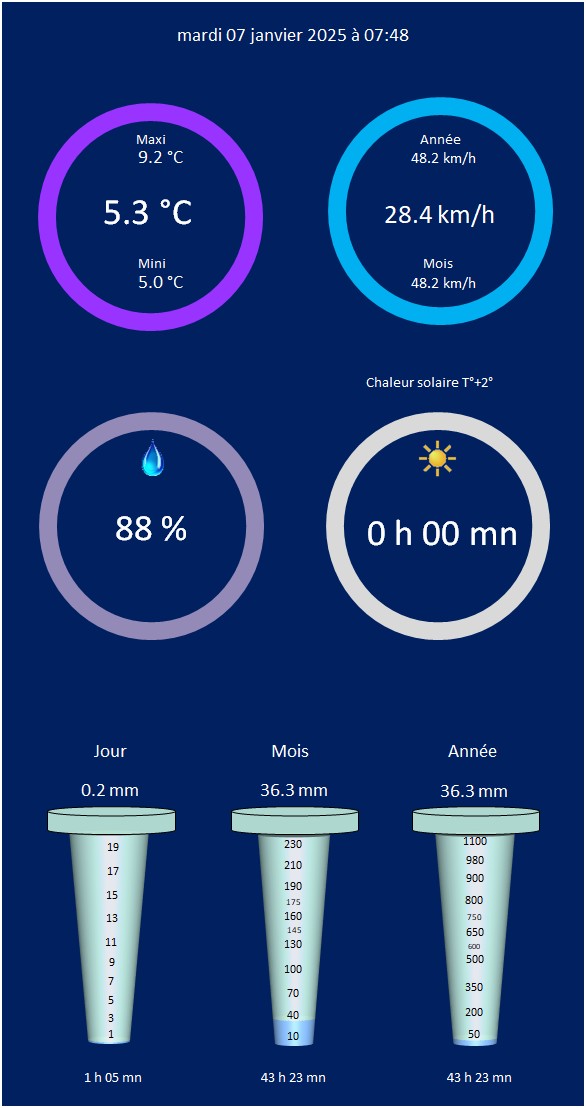 mardi 07 janvier 2025 à 07:48
Maxi
9.2 °C
5.3 °C
Mini
5.0 °C
Année
48.2 km/h
28.4 km/h
Mois
48.2 km/h
Chaleur solaire T°+2°
88 %
0 h 00 mn
Jour
0.2 mm
19
17
15
13
11
9
7
5
3
1
1 h 05 mn
Mois
36.3 mm
230
210
190
175
160
145
130
100
70
40
10
43 h 23 mn
Année
36.3 mm
1100
980
900
800
750
650
600
500
350
200
50
43 h 23 mn